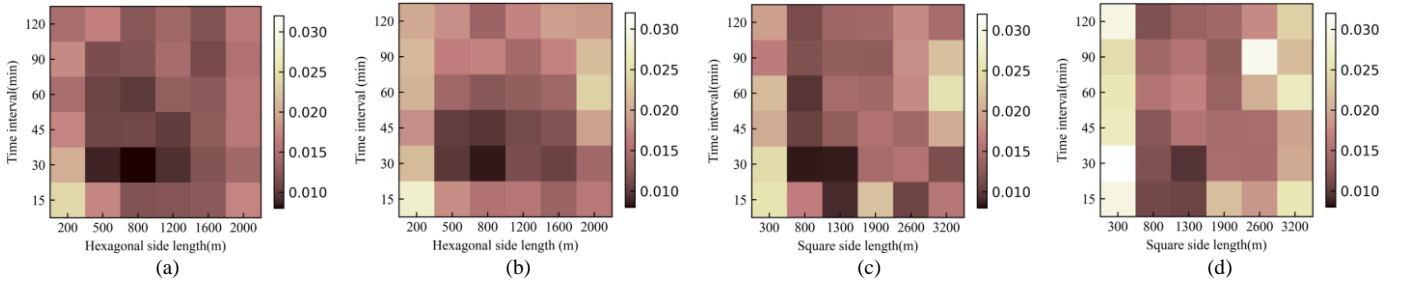 120
90
60
45
30
15
Time interval(min)
200 500 800 1200 1600 2000
Hexagonal side length(m)
0.030
0.025
0.020
0.015
0.010
(a)
120
90
60
45
30
15
Time interval (min)
200 500 800 1200 1600 2000
Hexagonal side length(m)
0.030
0.025
0.020
0.015
0.010
(b)
120
90
60
45
30
15
Time interval(min)
300 800 1300 1900 2600 3200
Square side length(m)
0.030
0.025
0.020
0.015
0.010
(c)
120
90
60
45
30
15
Time interval(min)
300 800 1300 1900 2600 3200
Square side length(m)
0.030
0.025
0.020
0.015
0.010
(d)